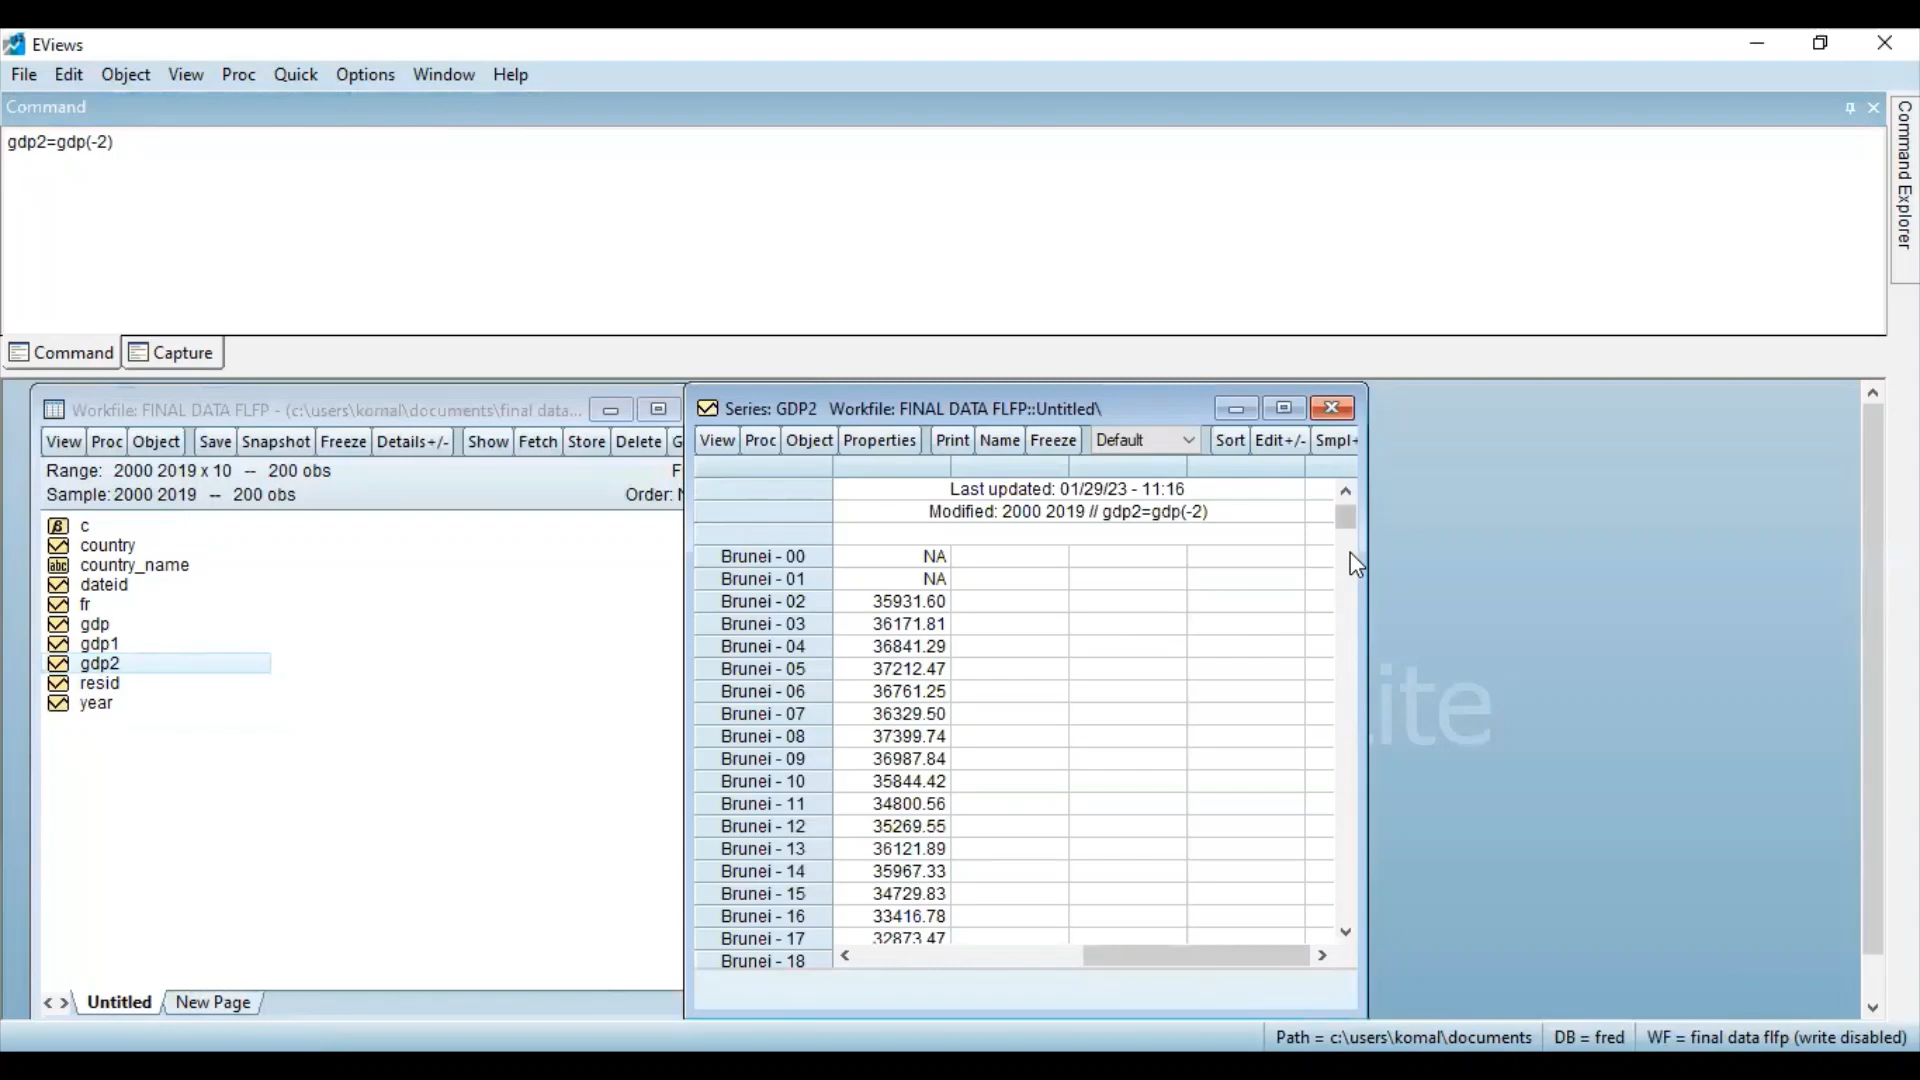 EViews
File Edit Object View Proc Quick Options Window Help
Command
gdp2=gdp(-2)
Command Explorer
Command Capture
Workfile: FINAL DATA FLFP - (c:\users\komal\documents\final data...
View Proc Object Save Snapshot Freeze Details+/- Show Fetch Store Delete G
Range: 2000 2019 x 10 -- 200 obs F
Sample: 2000 2019 -- 200 obs Order:
c
country
abc country_name
dateid
fr
gdp
gdp1
gdp2
resid
year
< > Untitled New Page
Series: GDP2 Workfile: FINAL DATA FLFP::Untitled\
View Proc Object Properties Print Name Freeze Default Sort Edit+/- Smpl+
Last updated: 01/29/23 - 11:16
Modified: 2000 2019 // gdp2=gdp(-2)
Brunei - 00 NA
Brunei - 01 NA
Brunei - 02 35931.60
Brunei - 03 36171.81
Brunei - 04 36841.29
Brunei - 05 37212.47
Brunei - 06 36761.25
Brunei - 07 36329.50
Brunei - 08 37399.74
Brunei - 09 36987.84
Brunei - 10 35844.42
Brunei - 11 34800.56
Brunei - 12 35269.55
Brunei - 13 36121.89
Brunei - 14 35967.33
Brunei - 15 34729.83
Brunei - 16 33416.78
Brunei - 17 32873.47
Brunei - 18
ite
Path = c:\users\komal\documents DB = fred WF = final data flfp (write disabled)